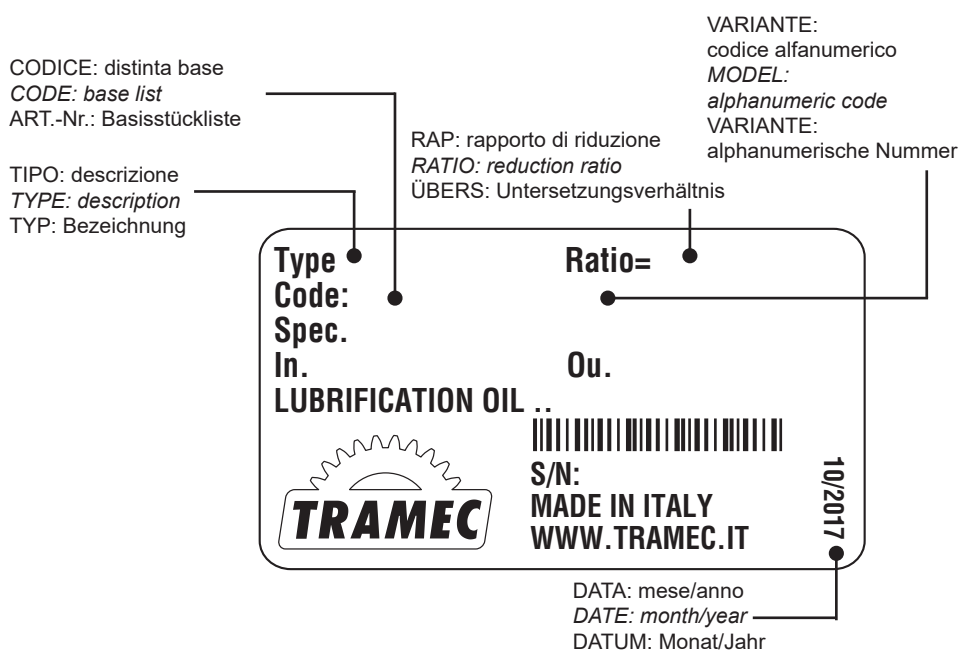 VARIANTE:
codice alfanumerico
MODEL:
alphanumeric code
VARIANTE:
alphanumerische Nummer
CODICE: distinta base
CODE: base list
ART.-Nr.: Basisstückliste
RAP: rapporto di riduzione
RATIO: reduction ratio
ÜBERS: Untersetzungsverhältnis
TIPO: descrizione
TYPE: description
TYP: Bezeichnung
Type Ratio=
Code:
Spec.
In. Ou.
LUBRIFICATION OIL ..
S/N:
MADE IN ITALY
WWW.TRAMEC.IT
TRAMEC
10/2017
DATA: mese/anno
DATE: month/year
DATUM: Monat/Jahr